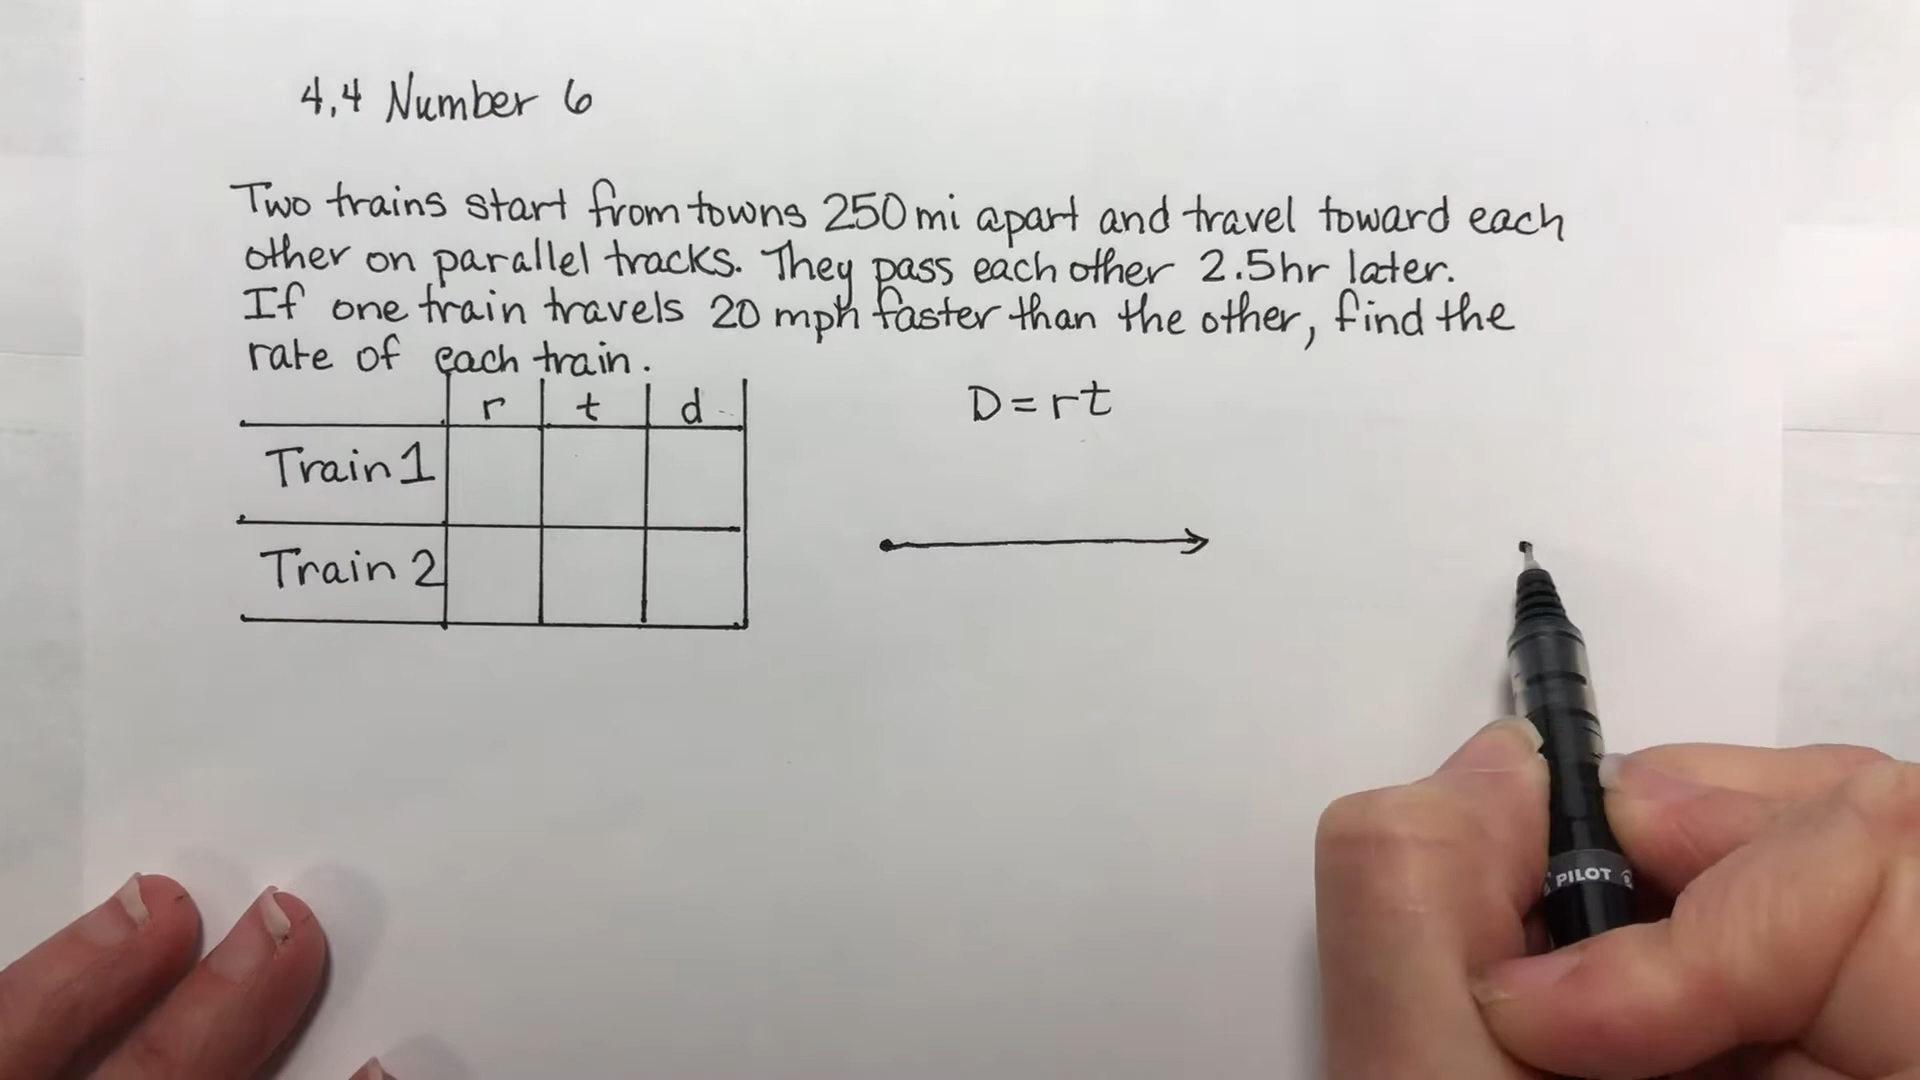 4.4 Number 6
Two trains start from towns 250 mi apart and travel toward each
other on parallel tracks. They pass each other 2.5hr later.
If one train travels 20 mph faster than the other, find the
rate of each train.
r t d
D = rt
Train 1
Train 2
PILOT